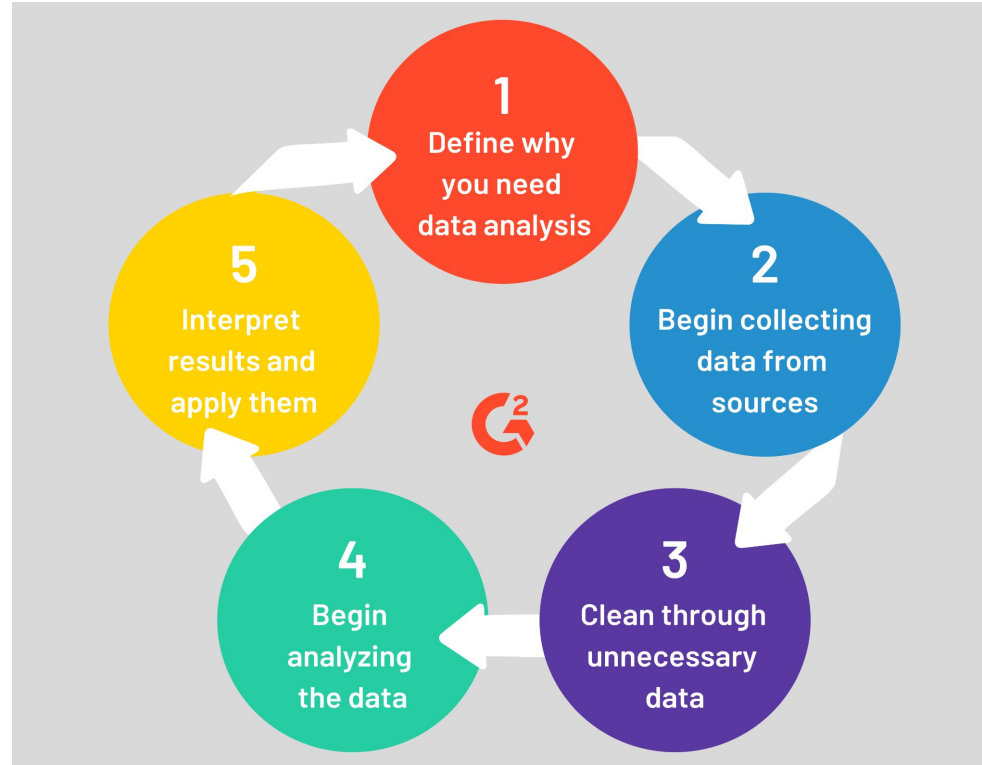 1
Define why
you need
data analysis
2
Begin collecting
data from
sources
3
Clean through
unnecessary
data
4
Begin
analyzing
the data
5
Interpret
results and
apply them
G2